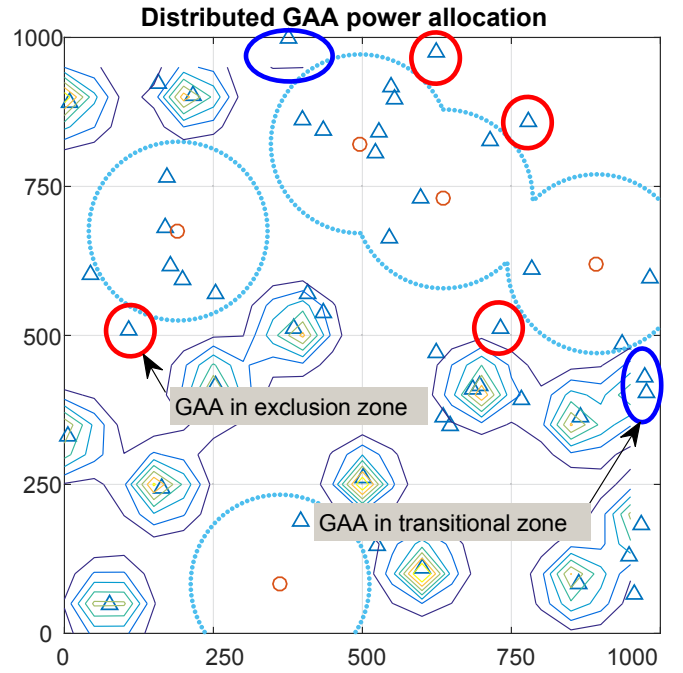 Distributed GAA power allocation
1000
750
500
GAA in exclusion zone
250
GAA in transitional zone
0
0 250 500 750 1000